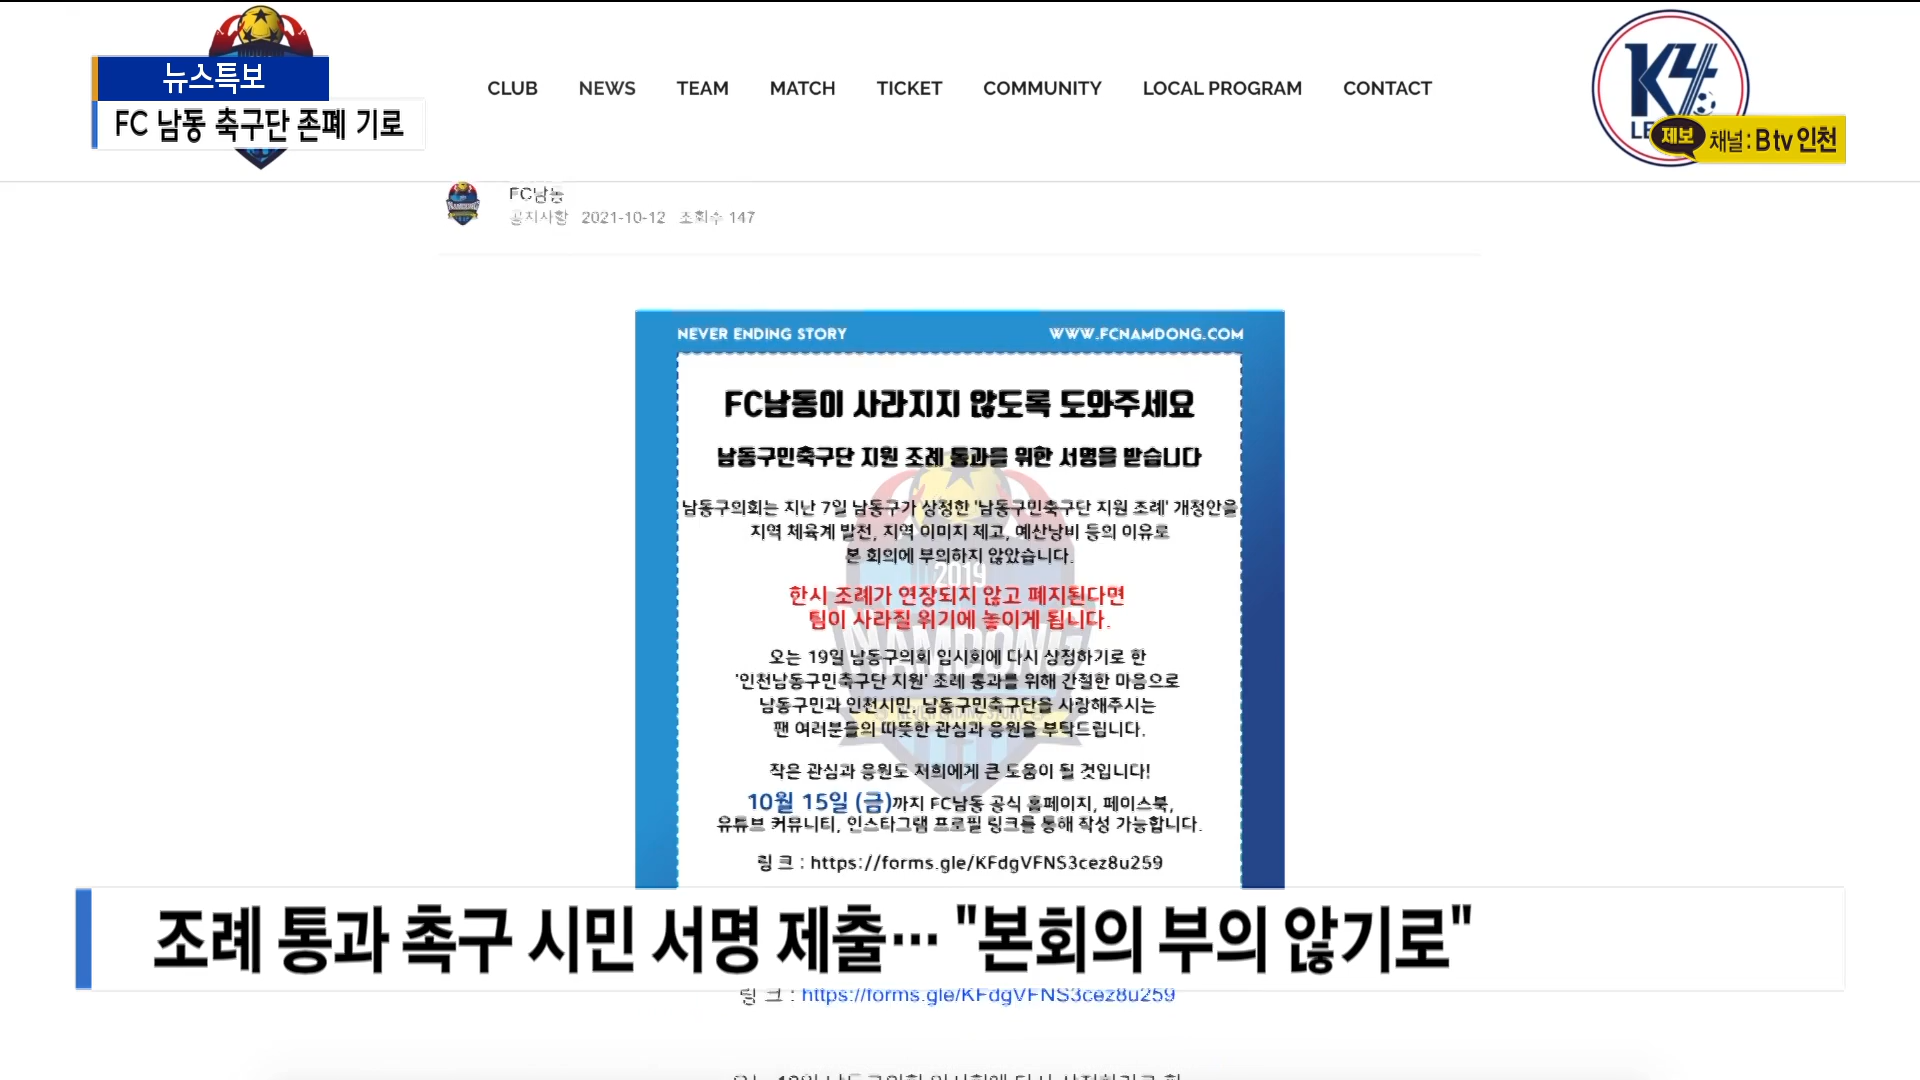 뉴스특보
FC 남동 축구단 존폐 기로
CLUB NEWS TEAM MATCH TICKET COMMUNITY LOCAL PROGRAM CONTACT
K4
LE
제보 채널 : B tv 인천
FC남동
공지사항 2021-10-12 조회수 147
NEVER ENDING STORY WWW.FCNAMDONG.COM
FC남동이 사라지지 않도록 도와주세요
남동구민축구단 지원 조례 통과를 위한 서명을 받습니다
남동구의회는 지난 7일 남동구가 상정한 '남동구민축구단 지원 조례' 개정안을
지역 체육계 발전, 지역 이미지 제고, 예산낭비 등의 이유로
본 회의에 부의하지 않았습니다.
2019
한시 조례가 연장되지 않고 폐지된다면
팀이 사라질 위기에 놓이게 됩니다.
NAMDONG
오는 19일 남동구의회 임시회에 다시 상정하기로 한
'인천남동구민축구단 지원' 조례 통과를 위해 간절한 마음으로
남동구민과 인천시민, 남동구민축구단을 사랑해주시는
NEVER ENDING STORY
팬 여러분들의 따뜻한 관심과 응원을 부탁드립니다.
작은 관심과 응원도 저희에게 큰 도움이 될 것입니다!
10월 15일 (금)까지 FC남동 공식 홈페이지, 페이스북,
유튜브 커뮤니티, 인스타그램 프로필 링크를 통해 작성 가능합니다.
링 크 : https://forms.gle/KFdgVFNS3cez8u259
조례 통과 촉구 시민 서명 제출… "본회의 부의 않기로"
링 크 : https://forms.gle/KFdgVFNS3cez8u259